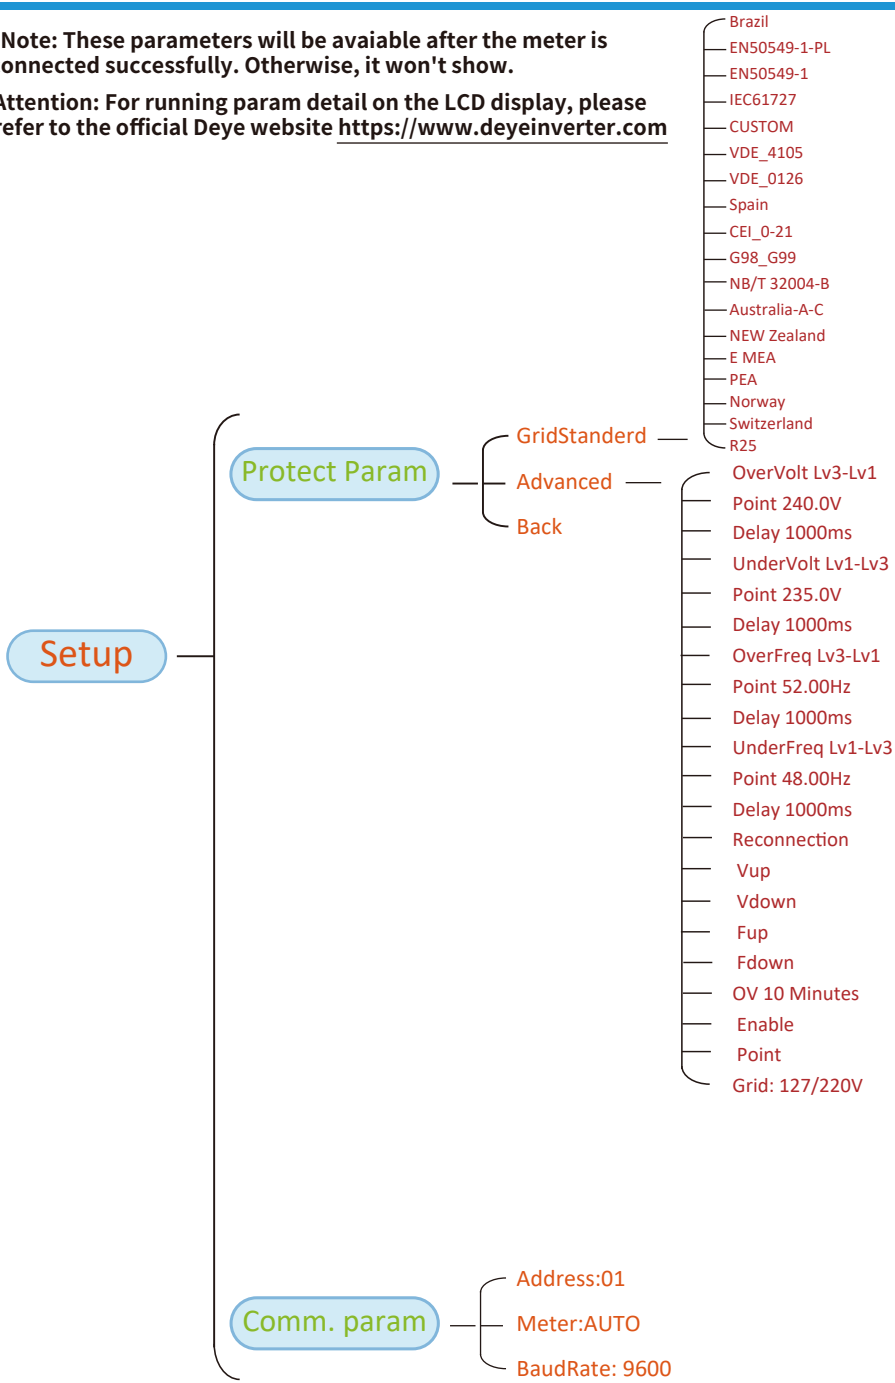 Note: These parameters will be avaiable after the meter is
onnected successfully. Otherwise, it won't show.
Attention: For running param detail on the LCD display, please
refer to the official Deye website https://www.deyeinverter.com
Brazil
EN50549-1-PL
EN50549-1
IEC61727
CUSTOM
VDE_4105
VDE_0126
Spain
CEI_0-21
G98_G99
NB/T 32004-B
Australia-A-C
NEW Zealand
E MEA
PEA
Norway
Switzerland
R25
Setup
Protect Param
GridStanderd
Advanced
Back
OverVolt Lv3-Lv1
Point 240.0V
Delay 1000ms
UnderVolt Lv1-Lv3
Point 235.0V
Delay 1000ms
OverFreq Lv3-Lv1
Point 52.00Hz
Delay 1000ms
UnderFreq Lv1-Lv3
Point 48.00Hz
Delay 1000ms
Reconnection
Vup
Vdown
Fup
Fdown
OV 10 Minutes
Enable
Point
Grid: 127/220V
Comm. param
Address:01
Meter:AUTO
BaudRate: 9600